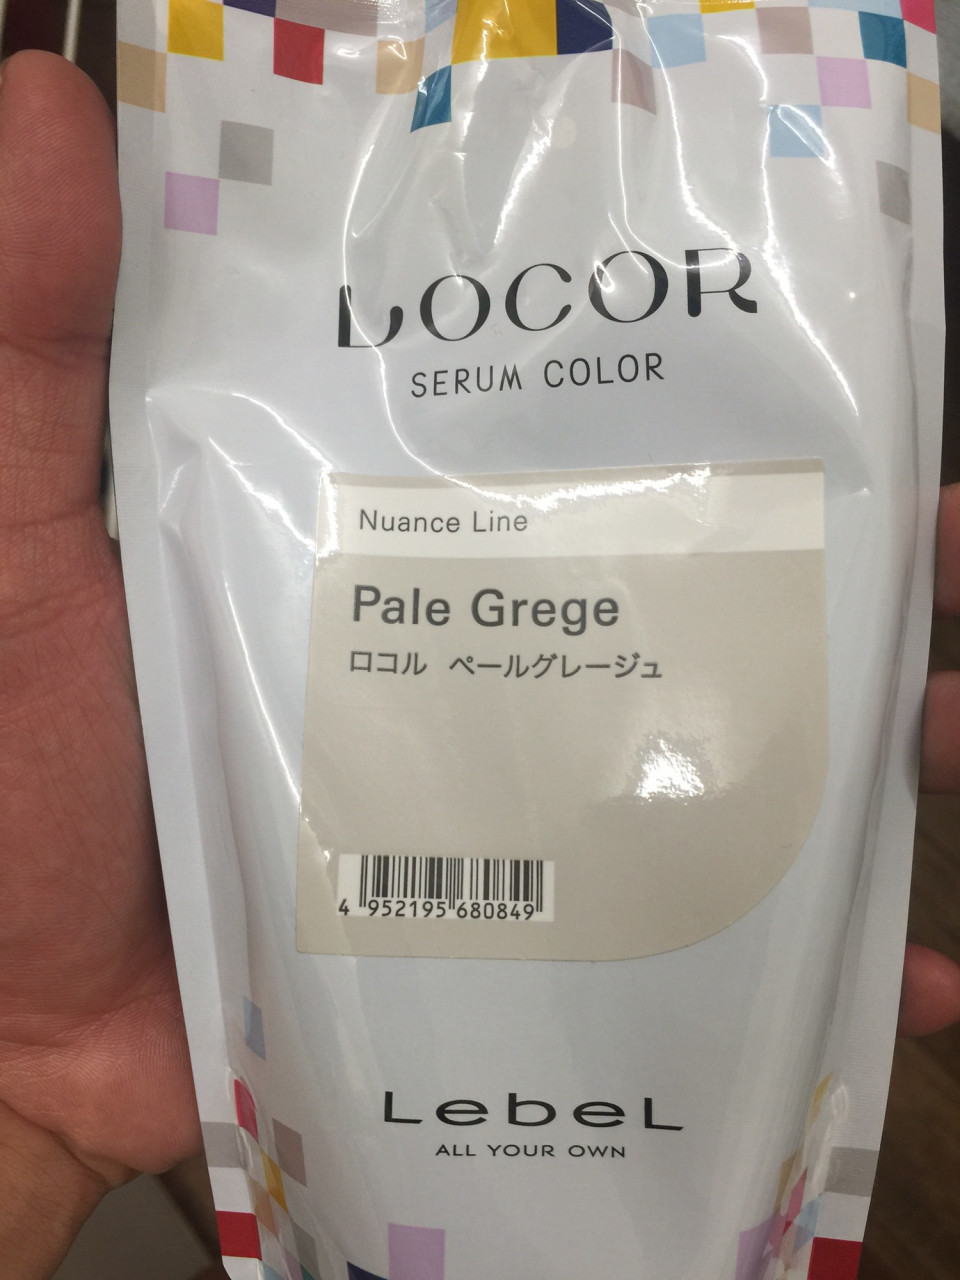 LOCOR
SERUM COLOR
Nuance Line
Pale Grege
ロコル ペールグレージュ
4 952195 680849
LebeL
ALL YOUR OWN